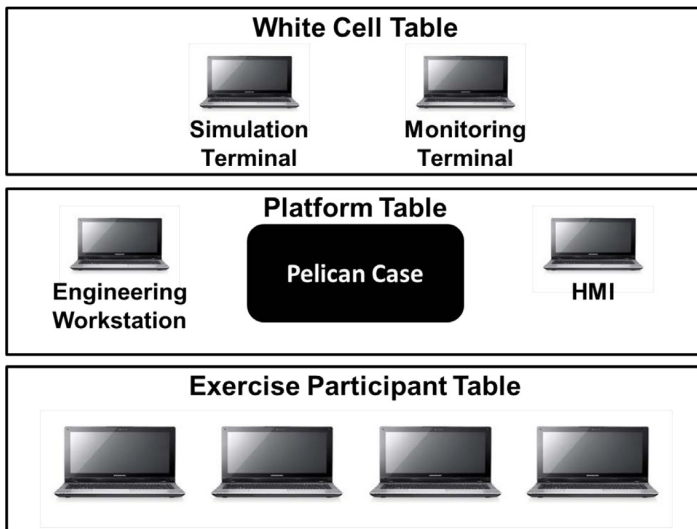 White Cell Table
Simulation
Terminal
Monitoring
Terminal
Platform Table
Engineering
Workstation
Pelican Case
HMI
Exercise Participant Table